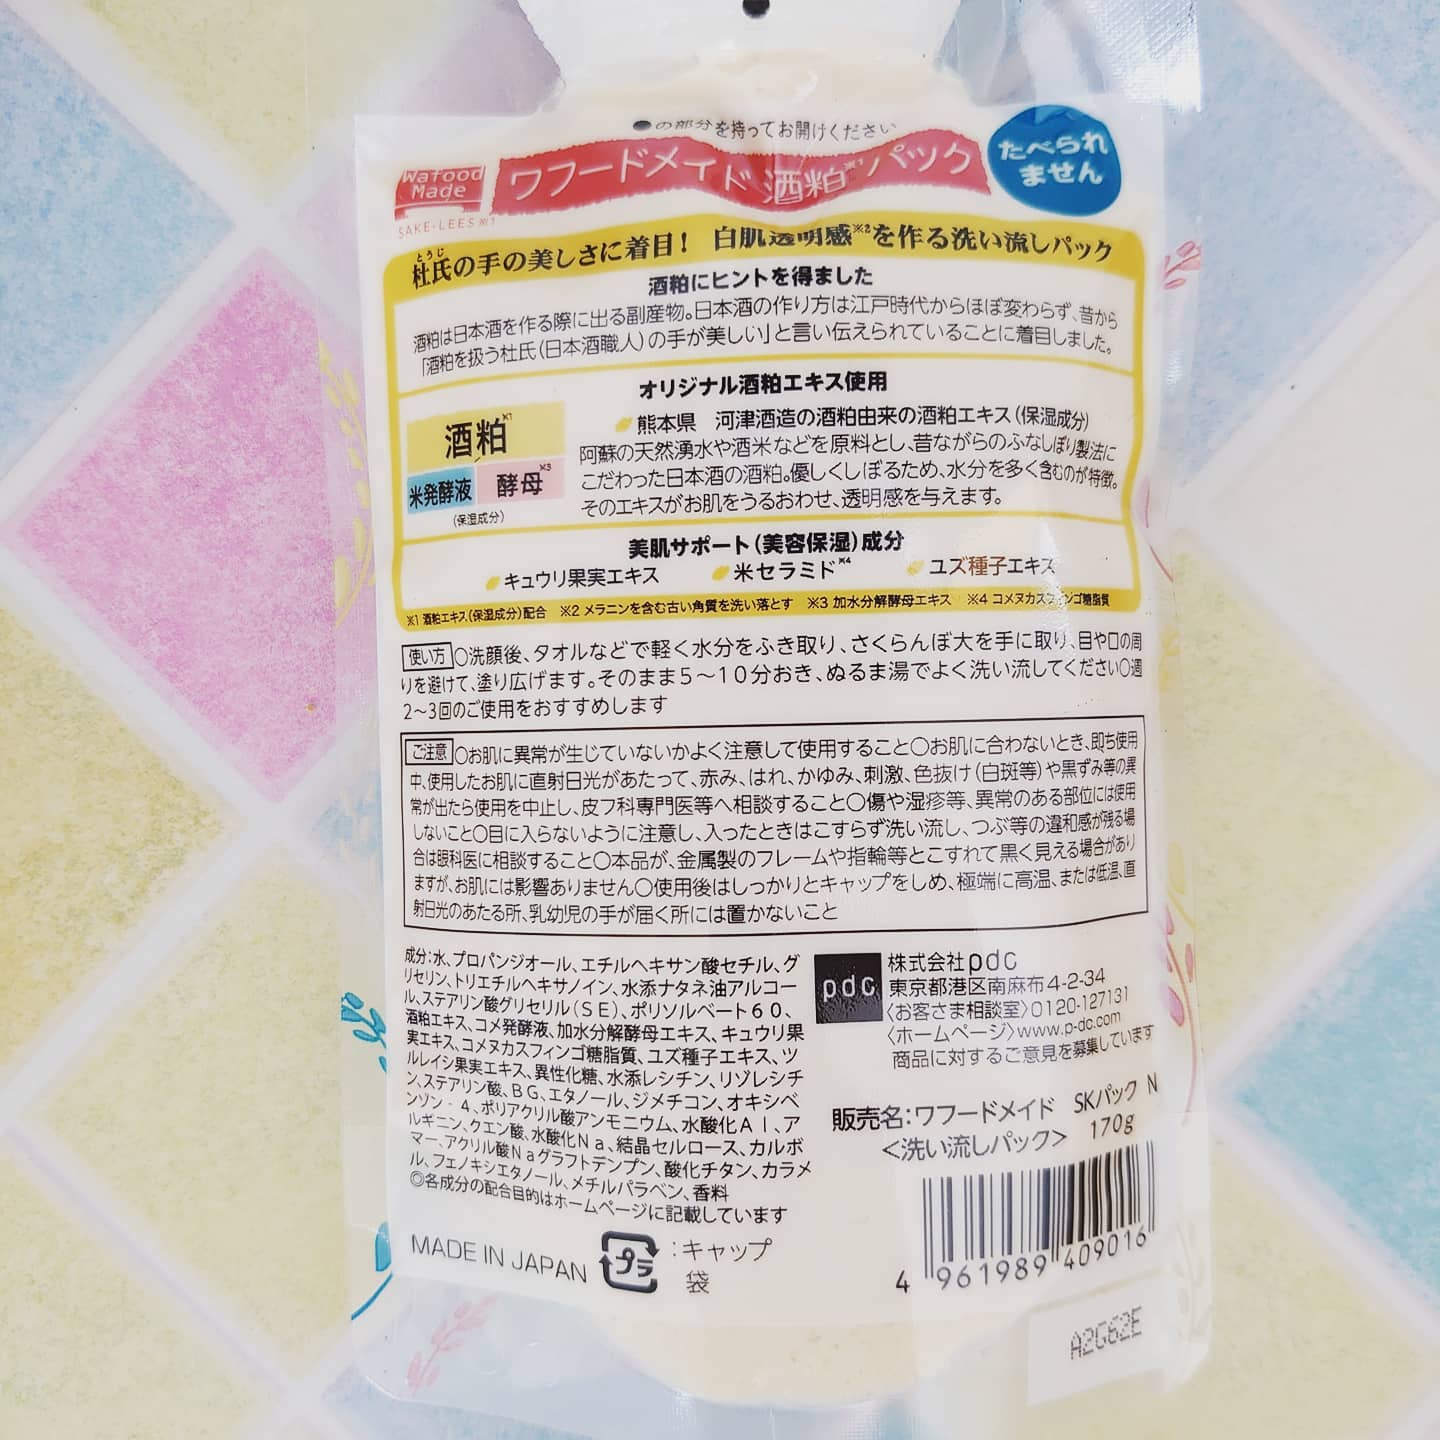 ●の部分を持ってお開けください
Wafood
Made
SAKE-LEES※1
ワフードメイド 酒粕※1パック
たべられ
ません
とうじ
杜氏の手の美しさに着目！ 白肌透明感※2を作る洗い流しパック
酒粕にヒントを得ました
酒粕は日本酒を作る際に出る副産物。日本酒の作り方は江戸時代からほぼ変わらず、昔から
「酒粕を扱う杜氏(日本酒職人)の手が美しい」と言い伝えられていることに着目しました。
オリジナル酒粕エキス使用
酒粕※1
米発酵液 酵母※3
(保湿成分)
熊本県 河津酒造の酒粕由来の酒粕エキス(保湿成分)
阿蘇の天然湧水や酒米などを原料とし、昔ながらのふなしぼり製法に
こだわった日本酒の酒粕。優しくしぼるため、水分を多く含むのが特徴。
そのエキスがお肌をうるおわせ、透明感を与えます。
美肌サポート(美容保湿)成分
キュウリ果実エキス 米セラミド※4 ユズ種子エキス
※1 酒粕エキス(保湿成分)配合 ※2 メラニンを含む古い角質を洗い落とす ※3 加水分解酵母エキス ※4 コメヌカスフィンゴ糖脂質
使い方 〇洗顔後、タオルなどで軽く水分をふき取り、さくらんぼ大を手に取り、目や口の周
りを避けて、塗り広げます。そのまま5～10分おき、ぬるま湯でよく洗い流してください〇週
2～3回のご使用をおすすめします
ご注意 〇お肌に異常が生じていないかよく注意して使用すること〇お肌に合わないとき、即ち使用
中、使用したお肌に直射日光があたって、赤み、はれ、かゆみ、刺激、色抜け(白斑等)や黒ずみ等の異
常が出たら使用を中止し、皮フ科専門医等へ相談すること〇傷や湿疹等、異常のある部位には使用
しないこと〇目に入らないように注意し、入ったときはこすらず洗い流し、つぶ等の違和感が残る場
合は眼科医に相談すること〇本品が、金属製のフレームや指輪等とこすれて黒く見える場合があり
ますが、お肌には影響ありません〇使用後はしっかりとキャップをしめ、極端に高温、または低温、直
射日光のあたる所、乳幼児の手が届く所には置かないこと
成分：水、プロパンジオール、エチルヘキサン酸セチル、グ
リセリン、トリエチルヘキサノイン、水添ナタネ油アルコー
ル、ステアリン酸グリセリル(SE)、ポリソルベート60、
酒粕エキス、コメ発酵液、加水分解酵母エキス、キュウリ果
実エキス、コメヌカスフィンゴ糖脂質、ユズ種子エキス、ツ
ルレイシ果実エキス、異性化糖、水添レシチン、リゾレシチ
ン、ステアリン酸、BG、エタノール、ジメチコン、オキシベ
ンゾン-4、ポリアクリル酸アンモニウム、水酸化Al、ア
ルギニン、クエン酸、水酸化Na、結晶セルロース、カルボ
マー、アクリル酸Naグラフトデンプン、酸化チタン、カラメ
ル、フェノキシエタノール、メチルパラベン、香料
◎各成分の配合目的はホームページに記載しています
pdc
株式会社pdc
東京都港区南麻布4-2-34
〈お客さま相談室〉0120-127131
〈ホームページ〉www.p-dc.com
商品に対するご意見を募集しています
販売名：ワフードメイド SKパック N
<洗い流しパック> 170g
MADE IN JAPAN
プラ
：キャップ
袋
4 961989 409016
A2G62E